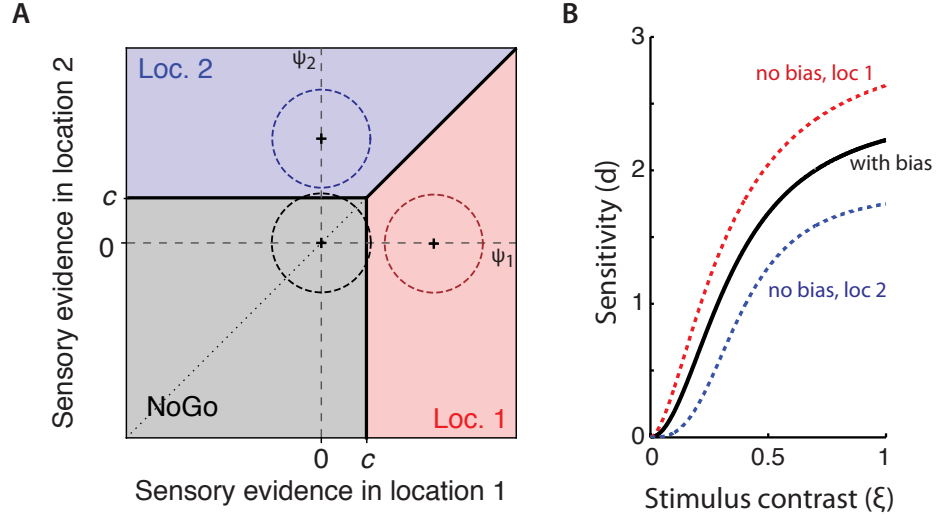 A
B
Loc. 2
ψ2
Sensory evidence in location 2
c
0
ψ1
NoGo
Loc. 1
0
c
Sensory evidence in location 1
3
no bias, loc 1
2
with bias
Sensitivity (d)
no bias, loc 2
1
0
0
0.5
1
Stimulus contrast (ξ)